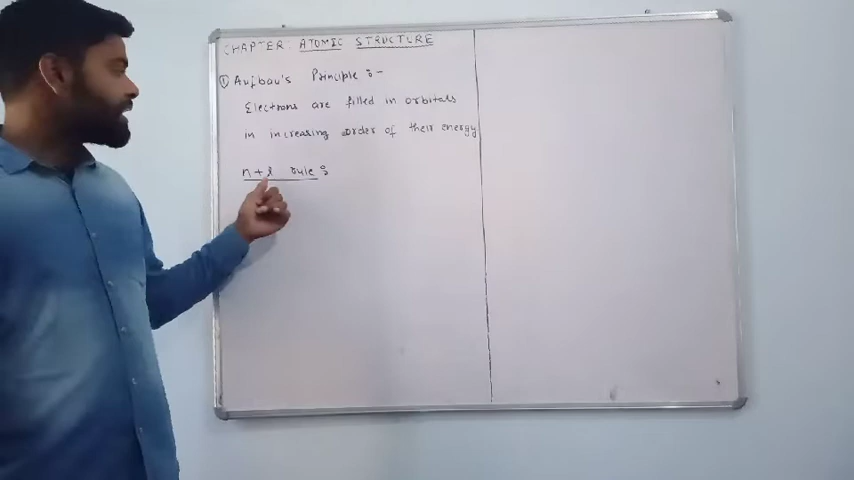 CHAPTER: ATOMIC STRUCTURE
① Aufbau's Principle :-
Electrons are filled in orbitals
in increasing order of their energy
n+l rule :